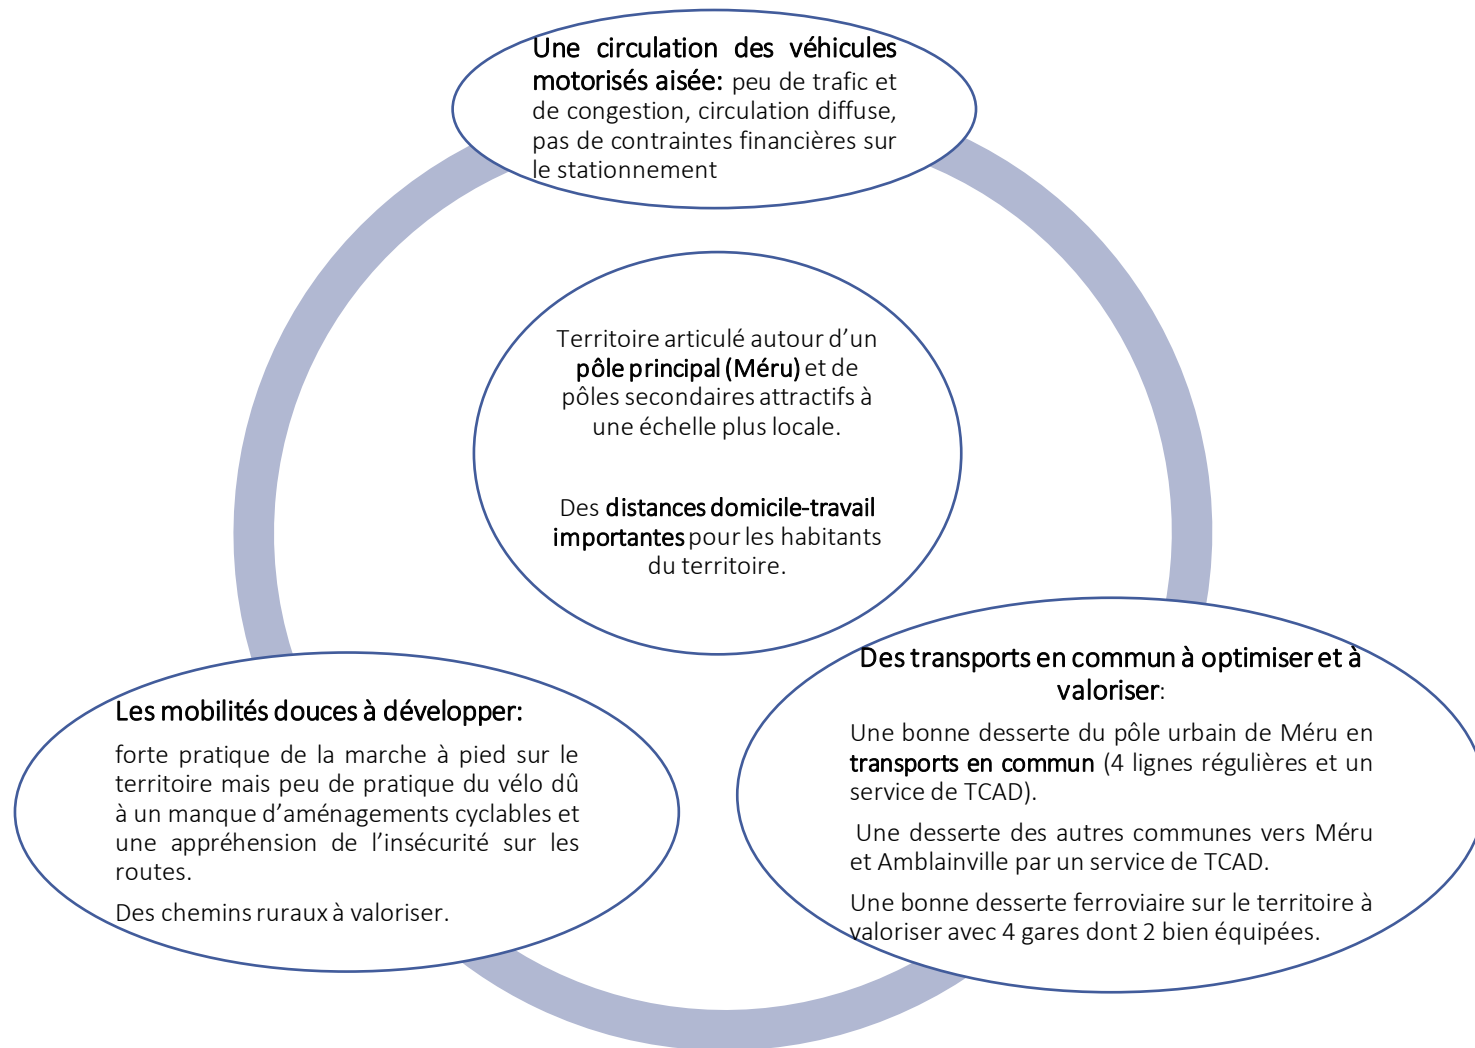 Une circulation des véhicules
motorisés aisée: peu de trafic et
de congestion, circulation diffuse,
pas de contraintes financières sur
le stationnement
Territoire articulé autour d’un
pôle principal (Méru) et de
pôles secondaires attractifs à
une échelle plus locale.
Des distances domicile-travail
importantes pour les habitants
du territoire.
Les mobilités douces à développer:
forte pratique de la marche à pied sur le
territoire mais peu de pratique du vélo dû
à un manque d’aménagements cyclables et
une appréhension de l’insécurité sur les
routes.
Des chemins ruraux à valoriser.
Des transports en commun à optimiser et à
valoriser:
Une bonne desserte du pôle urbain de Méru en
transports en commun (4 lignes régulières et un
service de TCAD).
Une desserte des autres communes vers Méru
et Amblainville par un service de TCAD.
Une bonne desserte ferroviaire sur le territoire à
valoriser avec 4 gares dont 2 bien équipées.